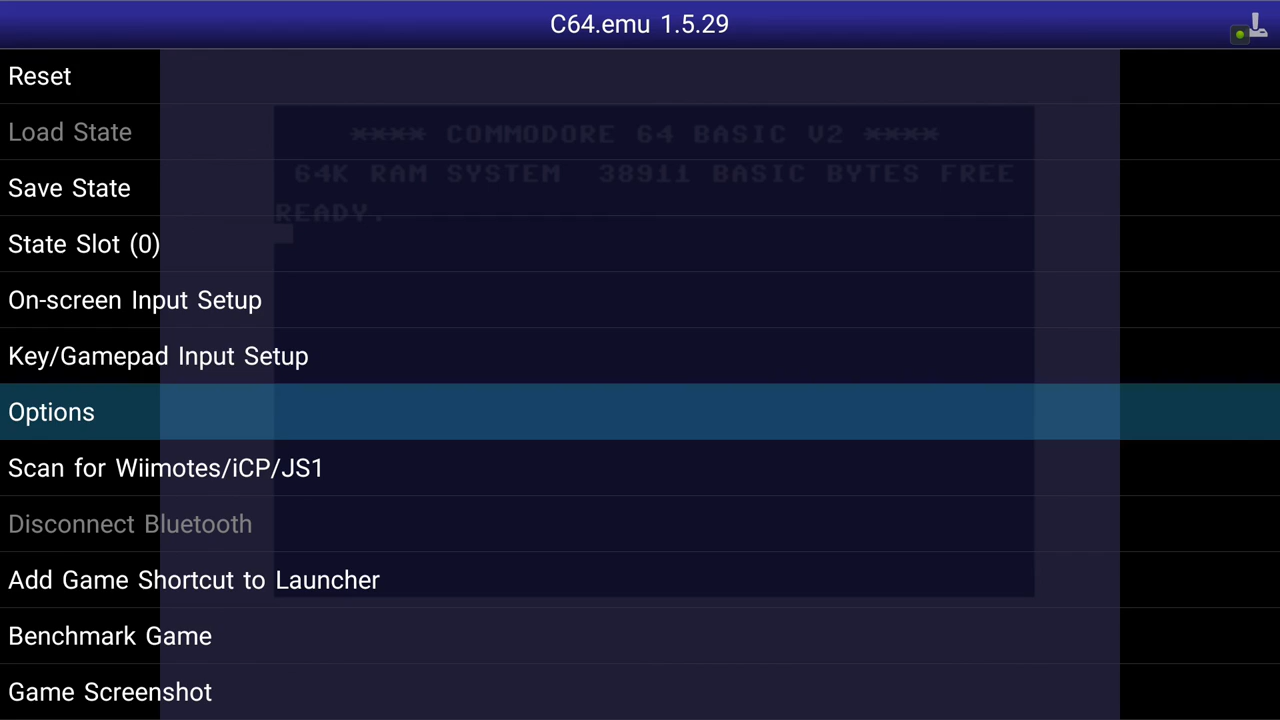 C64.emu 1.5.29
Reset
Load State
**** COMMODORE 64 BASIC V2 ****
64K RAM SYSTEM 38911 BASIC BYTES FREE
Save State
READY.
State Slot (0)
On-screen Input Setup
Key/Gamepad Input Setup
Options
Scan for Wiimotes/iCP/JS1
Disconnect Bluetooth
Add Game Shortcut to Launcher
Benchmark Game
Game Screenshot